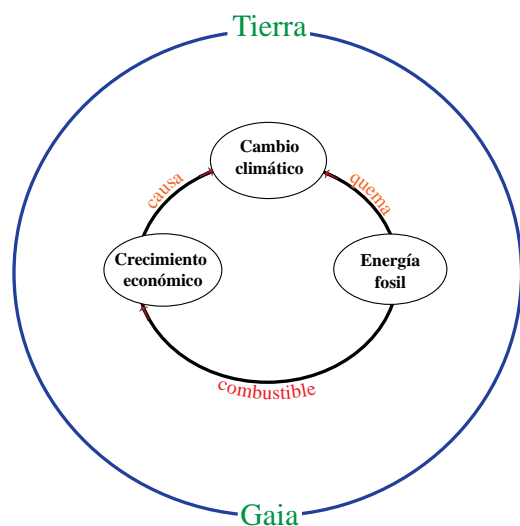 Tierra
Cambio
climático
causa
quema
Crecimiento
económico
Energía
fosil
combustible
Gaia